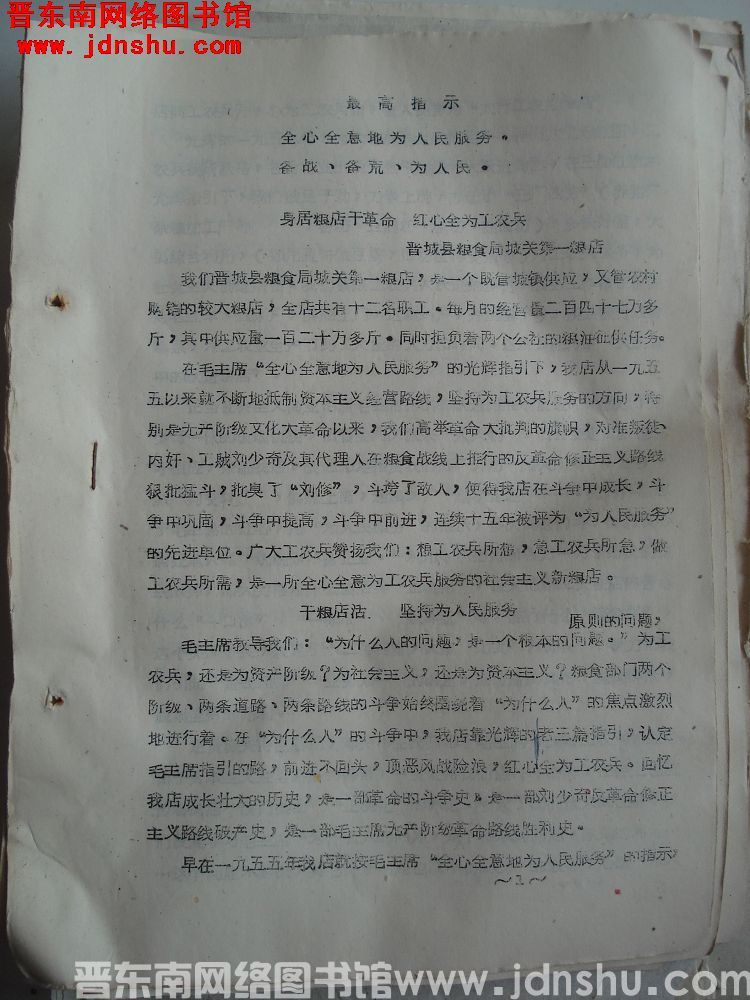 晋东南网络图书馆
www.jdnshu.com
最高指示
全心全意地为人民服务。
备战、备荒、为人民。
身居粮店干革命　红心全为工农兵
晋城县粮食局城关第一粮店
我们晋城县粮食局城关第一粮店，是一个既管城镇供应，又管农村
购销的较大粮店，全店共有十二名职工。每月的经营量二百四十七万多
斤，其中供应量一百二十万多斤。同时担负着两个公社的粮油征供任务。
在毛主席“全心全意地为人民服务”的光辉指引下，我店从一九五
五以来就不断地抵制资本主义经营路线，坚持为工农兵服务的方向，特
别是无产阶级文化大革命以来，我们高举革命大批判的旗帜，对准叛徒、
内奸、工贼刘少奇及其代理人在粮食战线上推行的反革命修正主义路线
狠批猛斗，批臭了“刘修”，斗垮了敌人，使得我店在斗争中成长，斗
争中巩固，斗争中提高，斗争中前进，连续十五年被评为“为人民服务”
的先进单位。广大工农兵赞扬我们：想工农兵所想，急工农兵所急，做
工农兵所需，是一所全心全意为工农兵服务的社会主义新粮店。
干粮店活　坚持为人民服务
原则的问题，
毛主席教导我们：“为什么人的问题，是一个根本的问题。”为工
农兵，还是为资产阶级？为社会主义，还是为资本主义？粮食部门两个
阶级、两条道路、两条路线的斗争始终围绕着“为什么人”的焦点激烈
地进行着。在“为什么人”的斗争中，我店靠光辉的老三篇指引，认定
毛主席指引的路，前进不回头，顶恶风战险浪，红心全为工农兵。回忆
我店成长壮大的历史，是一部革命的斗争史。是一部刘少奇反革命修正
主义路线破产史，是一部毛主席无产阶级革命路线胜利史。
早在一九五五年我店就按毛主席“全心全意地为人民服务”的指示，
～1～
晋东南网络图书馆www.jdnshu.com